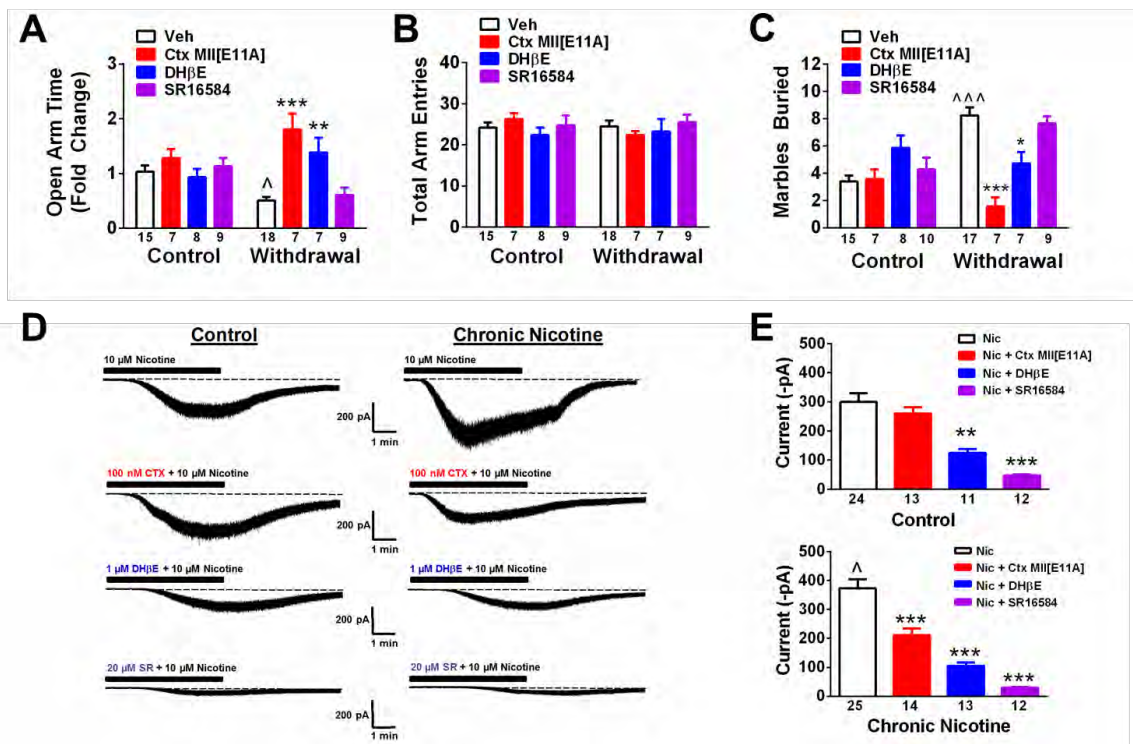 A
Veh
Ctx MII[E11A]
DHβE
SR16584
Open Arm Time
(Fold Change)
3
2
1
0
***
**
^
15 7 8 9 18 7 7 9
Control Withdrawal
B
Veh
Ctx MII[E11A]
DHβE
SR16584
Total Arm Entries
40
30
20
10
0
15 7 8 9 18 7 7 9
Control Withdrawal
C
Veh
Ctx MII[E11A]
DHβE
SR16584
Marbles Buried
12
10
8
6
4
2
0
^^^
***
*
15 7 8 10 17 7 7 9
Control Withdrawal
D
Control Chronic Nicotine
10 µM Nicotine 10 µM Nicotine
200 pA
1 min
200 pA
1 min
100 nM CTX + 10 µM Nicotine 100 nM CTX + 10 µM Nicotine
200 pA
1 min
1 µM DHβE + 10 µM Nicotine 1 µM DHβE + 10 µM Nicotine
200 pA
1 min
20 µM SR + 10 µM Nicotine 20 µM SR + 10 µM Nicotine
200 pA
1 min
E
Nic
Nic + Ctx MII[E11A]
Nic + DHβE
Nic + SR16584
Current (-pA)
500
400
300
200
100
0
**
***
24 13 11 12
Control
Nic
Nic + Ctx MII[E11A]
Nic + DHβE
Nic + SR16584
Current (-pA)
500
400
300
200
100
0
^
***
***
***
25 14 13 12
Chronic Nicotine